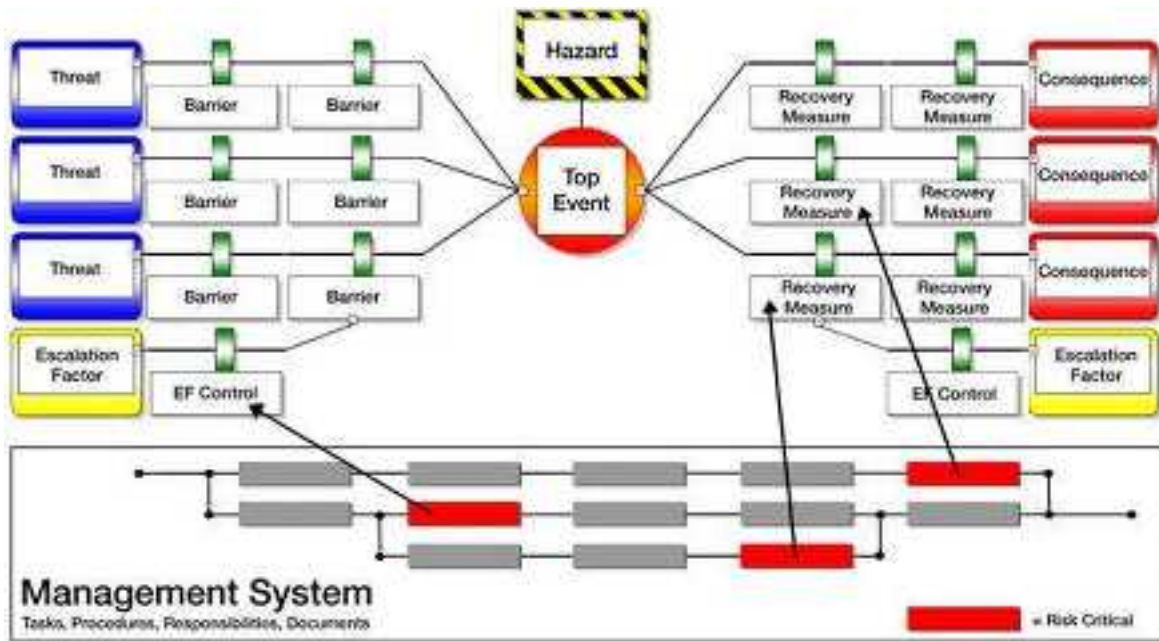 Hazard
Threat
Barrier
Barrier
Recovery
Measure
Recovery
Measure
Consequence
Top
Event
Threat
Barrier
Barrier
Recovery
Measure
Recovery
Measure
Consequence
Threat
Barrier
Barrier
Recovery
Measure
Recovery
Measure
Consequence
Escalation
Factor
EF Control
EF Control
Escalation
Factor
Management System
Tasks, Procedures, Responsibilities, Documents
= Risk Critical